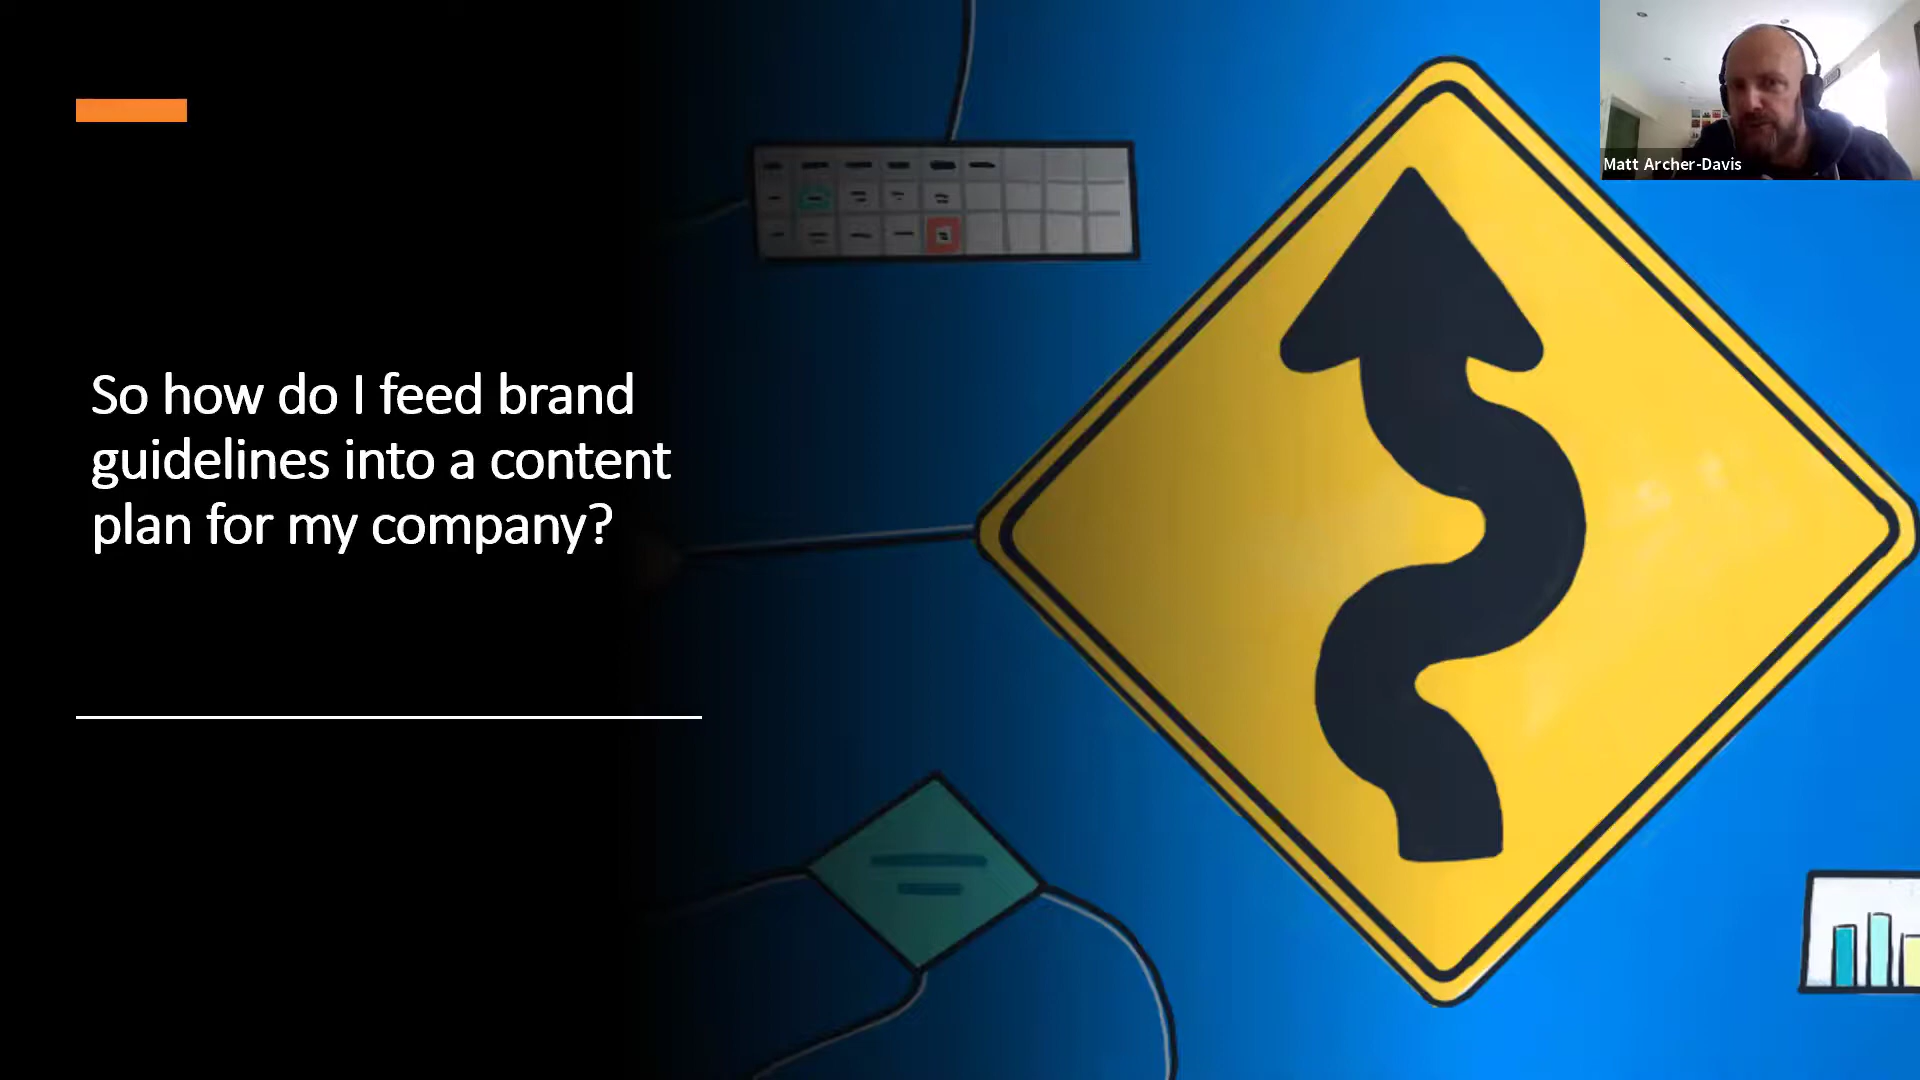 So how do I feed brand
guidelines into a content
plan for my company?
Matt Archer-Davis